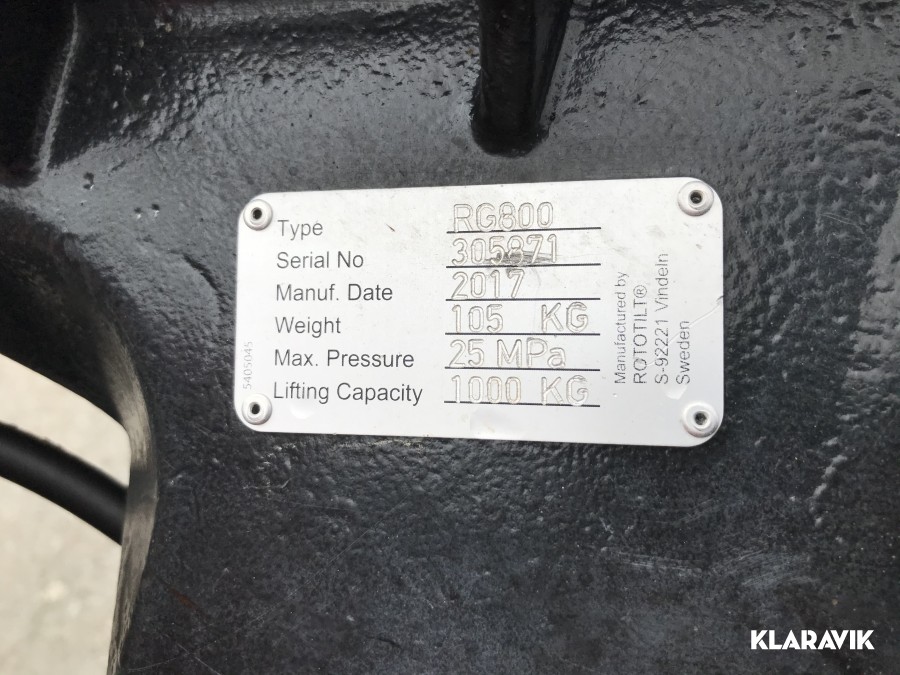 Type RG800
Serial No 305871
Manuf. Date 2017
Weight 105 KG
Max. Pressure 25 MPa
Lifting Capacity 1000 KG
5405045
Manufactured by
ROTOTILT®
S-92221 Vindeln
Sweden
KLARAVIK